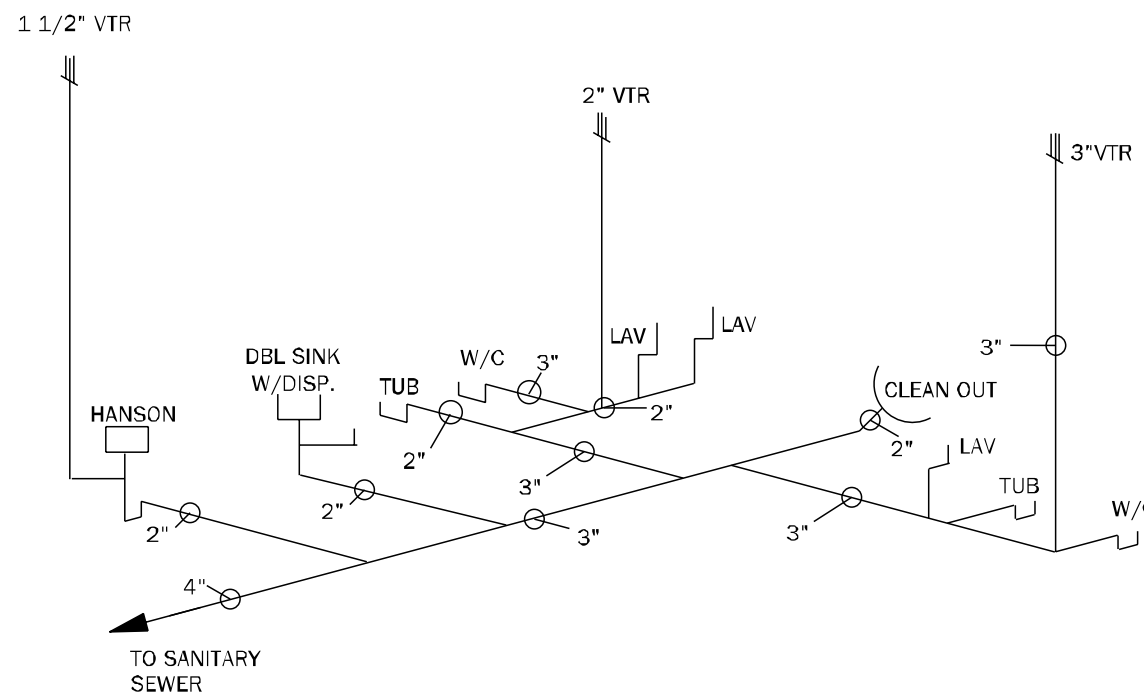 1 1/2" VTR
2" VTR
3"VTR
LAV
LAV
3"
DBL SINK
W/DISP.
W/C
3"
TUB
CLEAN OUT
HANSON
2"
2"
2"
LAV
3"
TUB
2"
2"
3"
3"
W/
4"
TO SANITARY
SEWER